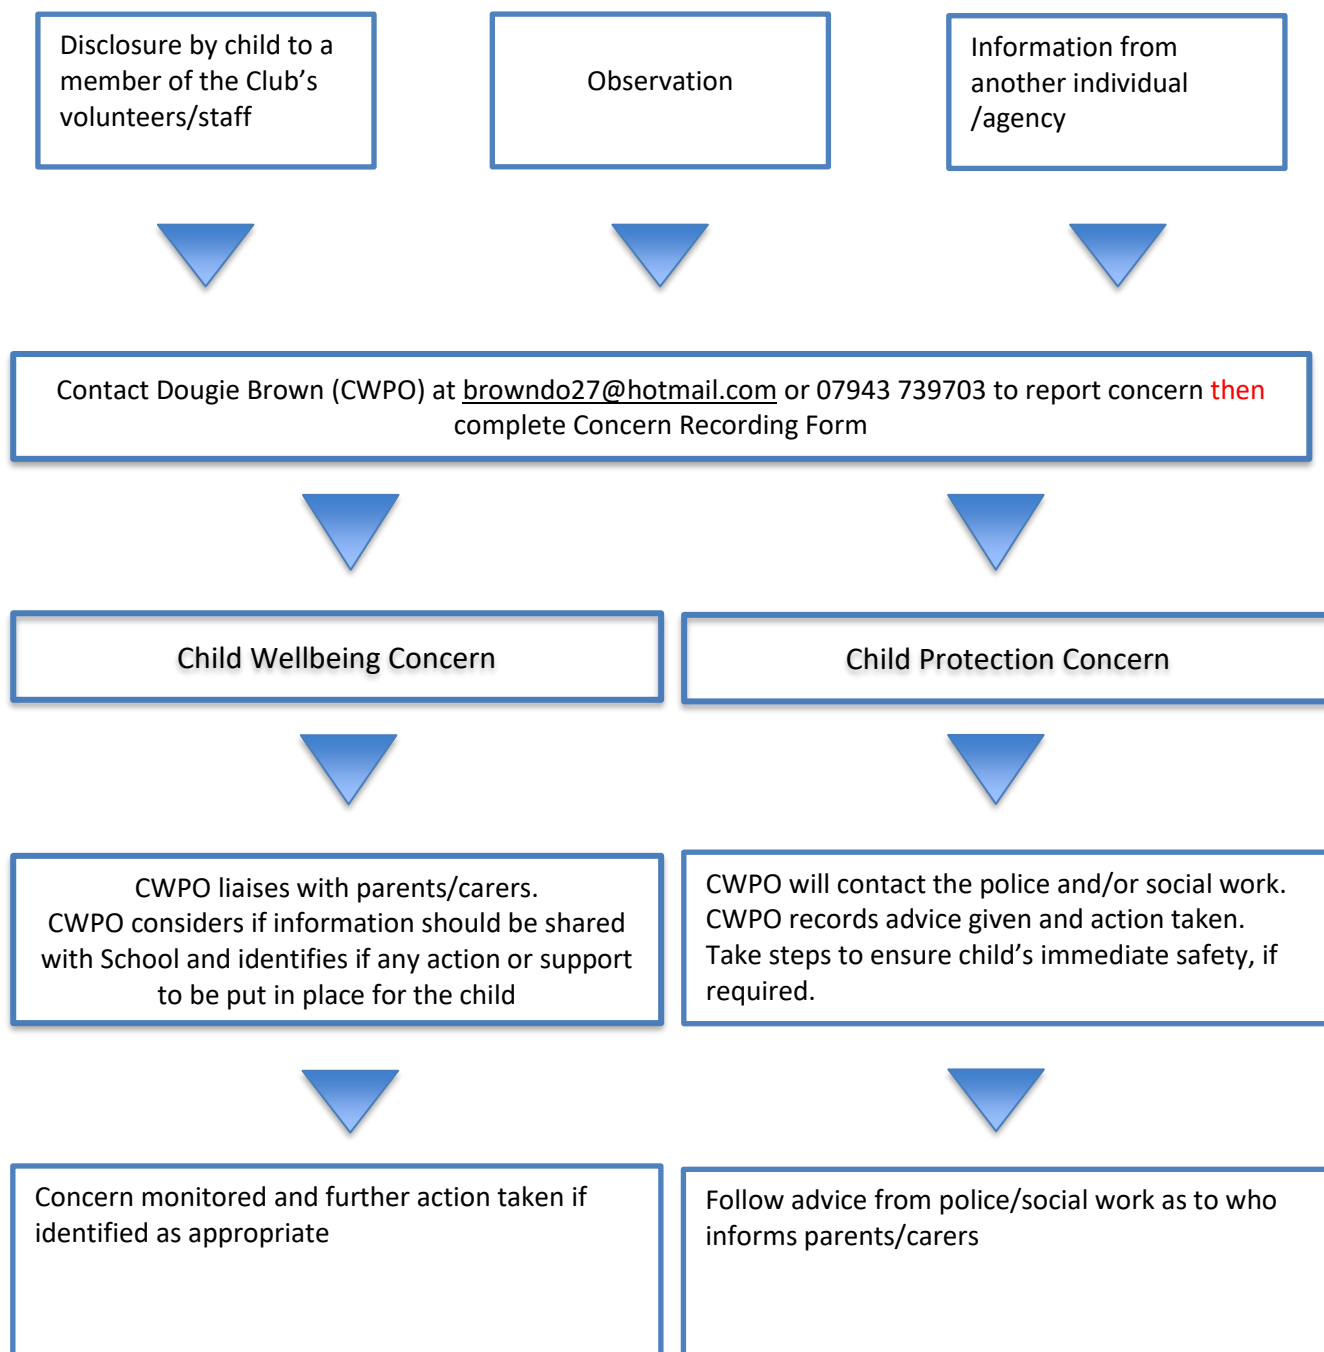 Disclosure by child to a
member of the Club's
volunteers/staff
Observation
Information from
another individual
/agency
Contact Dougie Brown (CWPO) at browndo27@hotmail.com or 07943 739703 to report concern then
complete Concern Recording Form
Child Wellbeing Concern
Child Protection Concern
CWPO liaises with parents/carers.
CWPO considers if information should be shared
with School and identifies if any action or support
to be put in place for the child
CWPO will contact the police and/or social work.
CWPO records advice given and action taken.
Take steps to ensure child's immediate safety, if
required.
Concern monitored and further action taken if
identified as appropriate
Follow advice from police/social work as to who
informs parents/carers